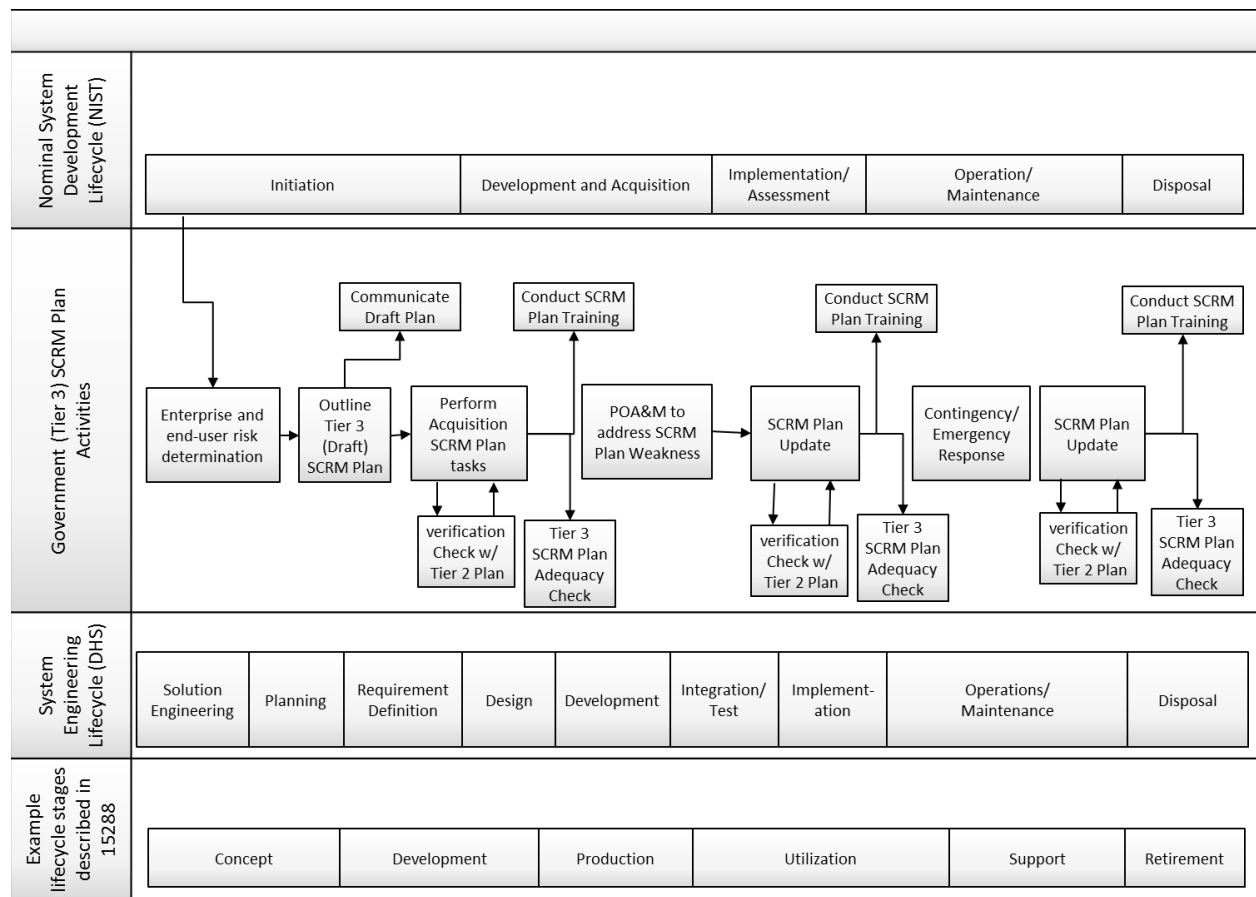 Nominal System
Development
Lifecycle (NIST)
Initiation
Development and Acquisition
Implementation/
Assessment
Operation/
Maintenance
Disposal
Government (Tier 3) SCRM Plan
Activities
Communicate
Draft Plan
Conduct SCRM
Plan Training
Conduct SCRM
Plan Training
Conduct SCRM
Plan Training
Enterprise and
end-user risk
determination
Outline
Tier 3
(Draft)
SCRM Plan
Perform
Acquisition
SCRM Plan
tasks
POA&M to
address SCRM
Plan Weakness
SCRM Plan
Update
Contingency/
Emergency
Response
SCRM Plan
Update
verification
Check w/
Tier 2 Plan
Tier 3
SCRM Plan
Adequacy
Check
verification
Check w/
Tier 2 Plan
Tier 3
SCRM Plan
Adequacy
Check
verification
Check w/
Tier 2 Plan
Tier 3
SCRM Plan
Adequacy
Check
System
Engineering
Lifecycle (DHS)
Solution
Engineering
Planning
Requirement
Definition
Design
Development
Integration/
Test
Implement-
ation
Operations/
Maintenance
Disposal
Example
lifecycle stages
described in
15288
Concept
Development
Production
Utilization
Support
Retirement